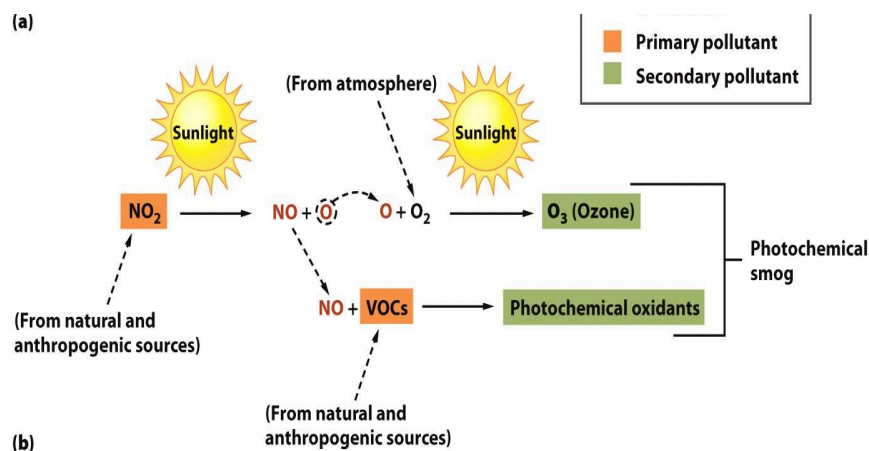 (a)
Primary pollutant
Secondary pollutant
(From atmosphere)
Sunlight
Sunlight
NO₂
NO + O
O + O₂
O₃ (Ozone)
Photochemical
smog
NO + VOCs
Photochemical oxidants
(From natural and
anthropogenic sources)
(From natural and
anthropogenic sources)
(b)